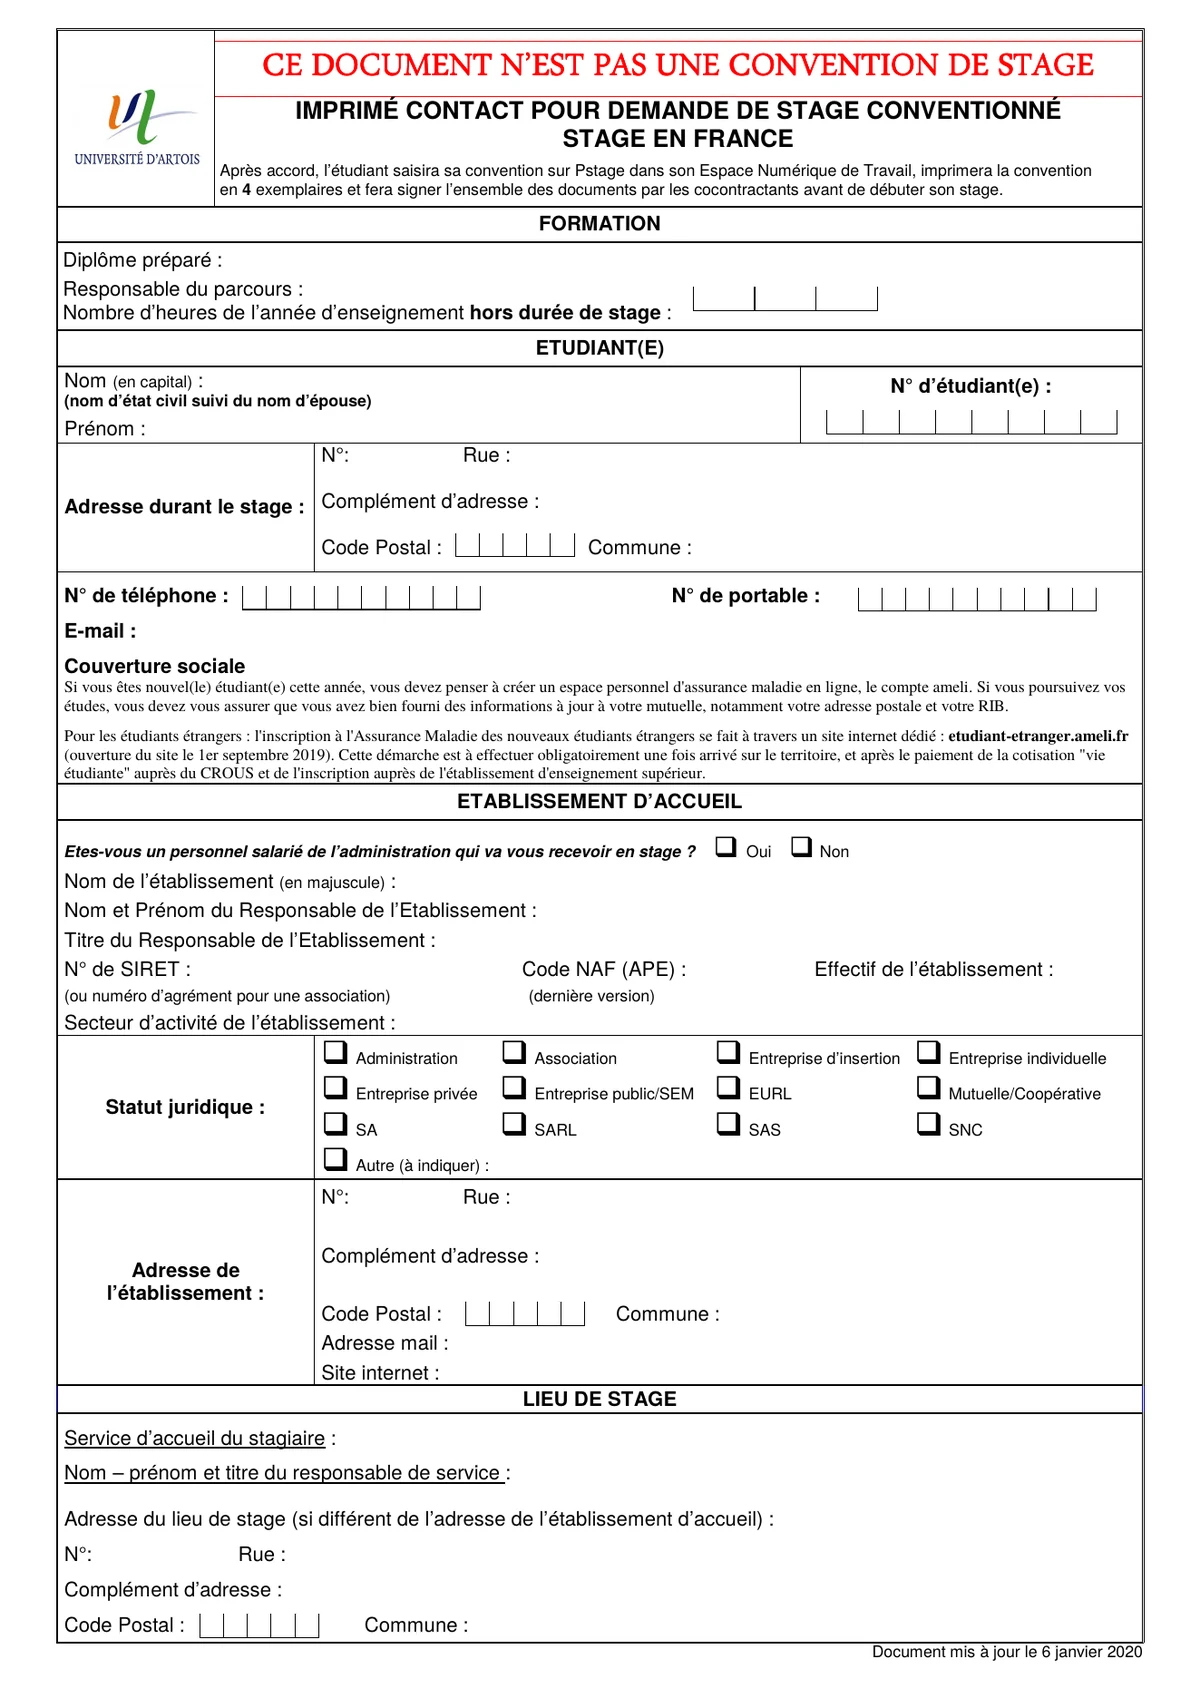 CE DOCUMENT N'EST PAS UNE CONVENTION DE STAGE
IMPRIMÉ CONTACT POUR DEMANDE DE STAGE CONVENTIONNÉ
STAGE EN FRANCE
UNIVERSITÉ D'ARTOIS
Après accord, l'étudiant saisira sa convention sur Pstage dans son Espace Numérique de Travail, imprimera la convention
en 4 exemplaires et fera signer l'ensemble des documents par les cocontractants avant de débuter son stage.
FORMATION
Diplôme préparé :
Responsable du parcours :
Nombre d'heures de l'année d'enseignement hors durée de stage :
ETUDIANT(E)
Nom (en capital) :
(nom d'état civil suivi du nom d'épouse)
Prénom :
N° d'étudiant(e) :
Adresse durant le stage :
N°: Rue :
Complément d'adresse :
Code Postal : Commune :
N° de téléphone : N° de portable :
E-mail :
Couverture sociale
Si vous êtes nouvel(le) étudiant(e) cette année, vous devez penser à créer un espace personnel d'assurance maladie en ligne, le compte ameli. Si vous poursuivez vos
études, vous devez vous assurer que vous avez bien fourni des informations à jour à votre mutuelle, notamment votre adresse postale et votre RIB.
Pour les étudiants étrangers : l'inscription à l'Assurance Maladie des nouveaux étudiants étrangers se fait à travers un site internet dédié : etudiant-etranger.ameli.fr
(ouverture du site le 1er septembre 2019). Cette démarche est à effectuer obligatoirement une fois arrivé sur le territoire, et après le paiement de la cotisation "vie
étudiante" auprès du CROUS et de l'inscription auprès de l'établissement d'enseignement supérieur.
ETABLISSEMENT D'ACCUEIL
Etes-vous un personnel salarié de l'administration qui va vous recevoir en stage ? ❑ Oui ❑ Non
Nom de l'établissement (en majuscule) :
Nom et Prénom du Responsable de l'Etablissement :
Titre du Responsable de l'Etablissement :
N° de SIRET : Code NAF (APE) : Effectif de l'établissement :
(ou numéro d'agrément pour une association) (dernière version)
Secteur d'activité de l'établissement :
Statut juridique :
❑ Administration ❑ Association ❑ Entreprise d'insertion ❑ Entreprise individuelle
❑ Entreprise privée ❑ Entreprise public/SEM ❑ EURL ❑ Mutuelle/Coopérative
❑ SA ❑ SARL ❑ SAS ❑ SNC
❑ Autre (à indiquer) :
Adresse de
l'établissement :
N°: Rue :
Complément d'adresse :
Code Postal : Commune :
Adresse mail :
Site internet :
LIEU DE STAGE
Service d'accueil du stagiaire :
Nom – prénom et titre du responsable de service :
Adresse du lieu de stage (si différent de l'adresse de l'établissement d'accueil) :
N°: Rue :
Complément d'adresse :
Code Postal : Commune :
Document mis à jour le 6 janvier 2020